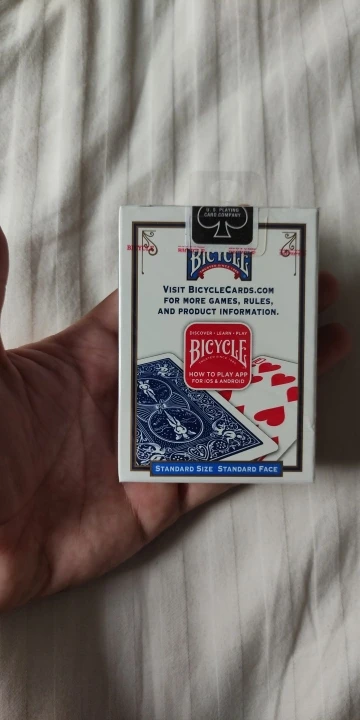 U. S. PLAYING
CARD COMPANY
BICYCLE
VISIT BICYCLECARDS.COM
FOR MORE GAMES, RULES,
AND PRODUCT INFORMATION.
DISCOVER • LEARN • PLAY
BICYCLE
HOW TO PLAY APP
FOR iOS & ANDROID
STANDARD SIZE STANDARD FACE